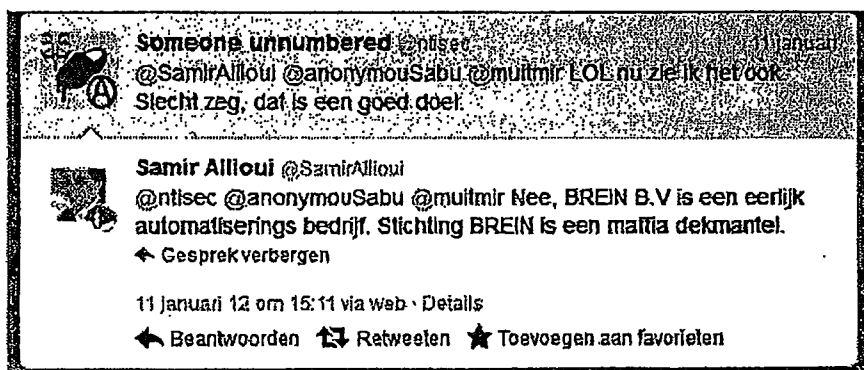 Someone unnumbered @ntisec 11 januari
@SamirAllioui @anonymouSabu @muitmir LOL nu zie ik het ook.
Slecht zeg, dat is een goed doel.
Samir Allioui @SamirAllioui
@ntisec @anonymouSabu @muitmir Nee, BREIN B.V is een eerlijk
automatiserings bedrijf. Stichting BREIN is een maffia dekmantel.
Gesprek verbergen
11 januari 12 om 15:11 via web · Details
Beantwoorden Retweeten Toevoegen aan favorieten